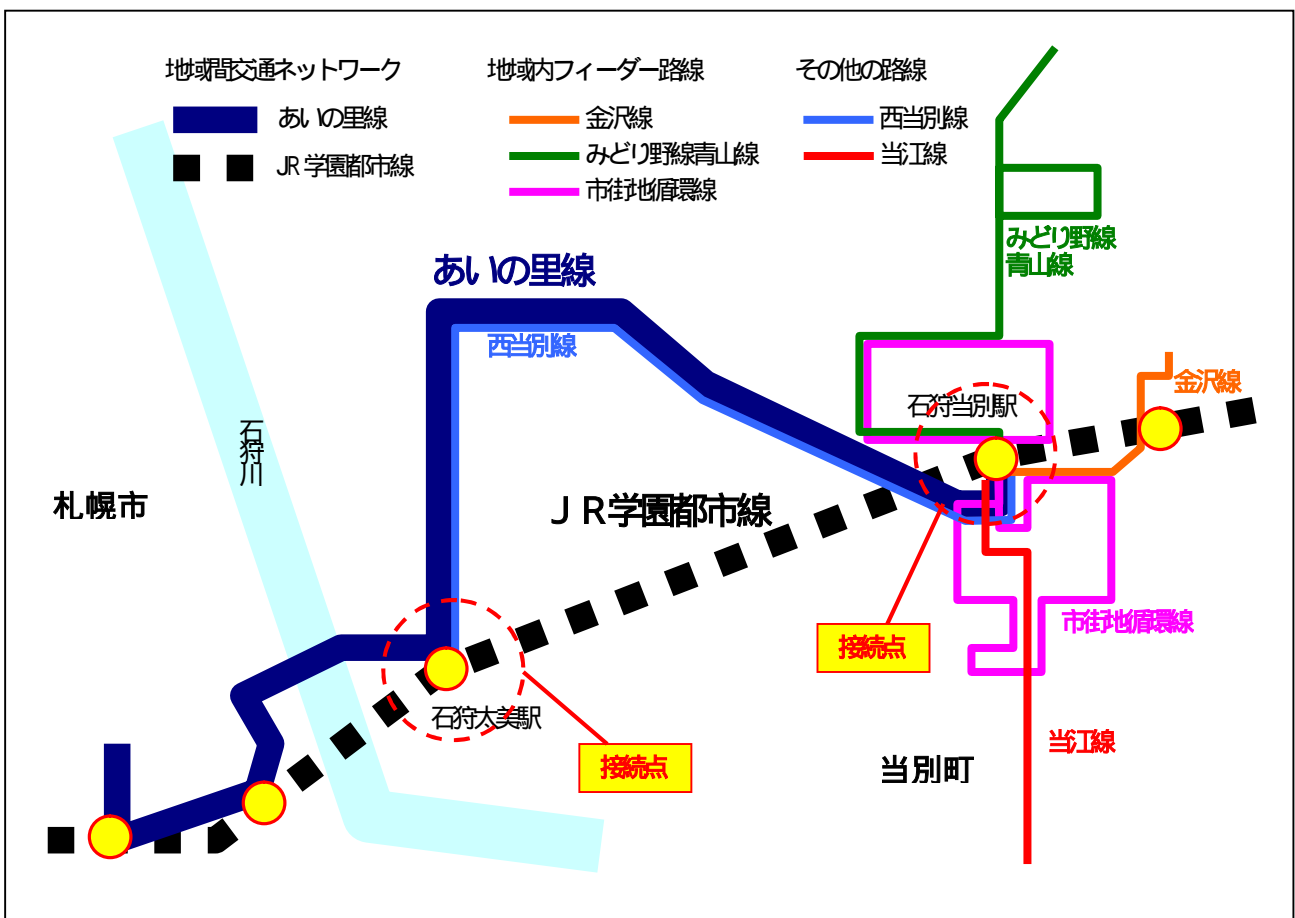 地域間交通ネットワーク
あいの里線
JR 学園都市線
地域内フィーダー路線
金沢線
みどり野線青山線
市街地循環線
その他の路線
西当別線
当江線
みどり野線
青山線
あいの里線
西当別線
金沢線
石狩当別駅
石狩川
札幌市
JR学園都市線
接続点
市街地循環線
石狩太美駅
接続点
当別町
当江線